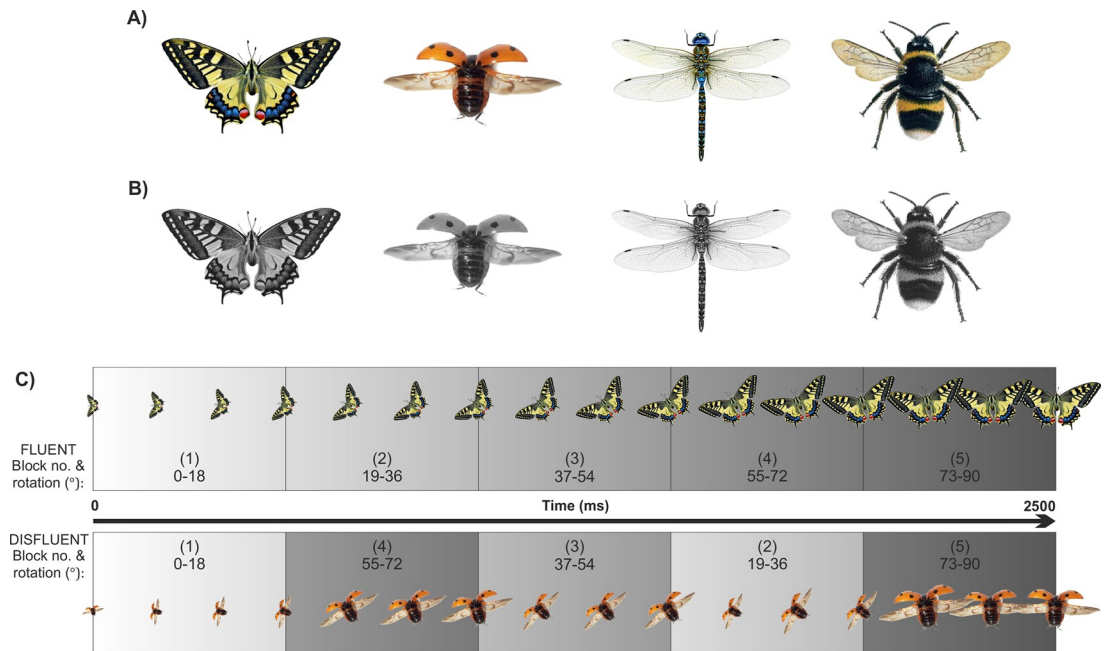 A)
B)
C)
FLUENT
Block no. &
rotation (°):
(1) (2) (3) (4) (5)
0-18 19-36 37-54 55-72 73-90
0 Time (ms) 2500
DISFLUENT
Block no. &
rotation (°):
(1) (4) (3) (2) (5)
0-18 55-72 37-54 19-36 73-90